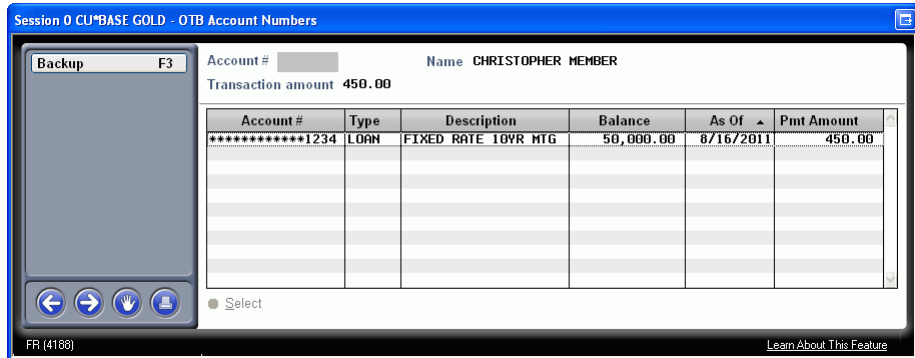 Session 0 CU*BASE GOLD - OTB Account Numbers
Backup F3
Account # Name CHRISTOPHER MEMBER
Transaction amount 450.00
Account # Type Description Balance As Of Pmt Amount
************1234 LOAN FIXED RATE 10YR MTG 50,000.00 8/16/2011 450.00
Select
FR (4188) Learn About This Feature